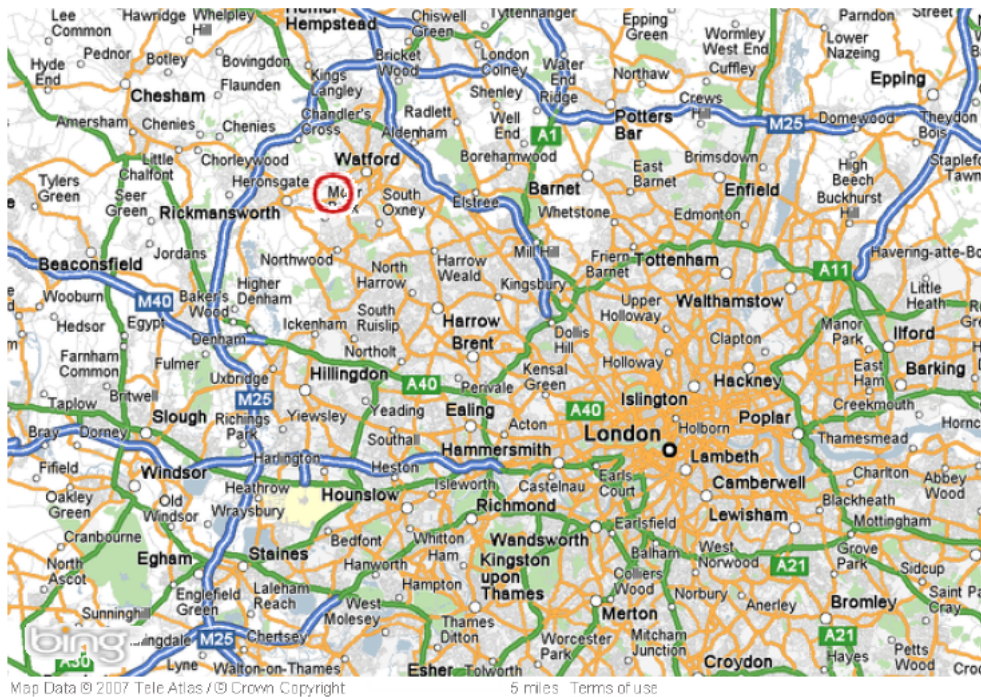 Lee Common
Hawridge
Whelpley Hill
Hemel Hempstead
Chiswell Green
Tyttenhanger
Epping Green
Wormley West End
Parndon
Street
Lower Nazeing
Pednor
Botley
Bovingdon
Bricket Wood
London Colney
Water End
Cuffley
Hyde End
Flaunden
Kings Langley
Northaw
Epping
Chesham
Shenley
Ridge
Crews Hill
Chandler's Cross
Radlett
Well End
Potters Bar
M25
Domewood
Theydon Bois
Amersham
Chenies
Chenies
Aldenham
A1
Little Chalfont
Chorleywood
Watford
Borehamwood
East Barnet
Brimsdown
High Beech
Tylers Green
Seer Green
Heronsgate
South Oxney
Barnet
Enfield
Buckhurst Hill
Rickmansworth
Elstree
Whetstone
Edmonton
Jordans
Northwood
Harrow Weald
Mill Hill
Friern Barnet
Tottenham
Beaconsfield
North Harrow
Kingsbury
A11
M40
Baker's Wood
Higher Denham
Upper Holloway
Walthamstow
Little Heath
Wooburn
Egypt
Ickenham
South Ruislip
Harrow
Manor Park
Ilford
Hedsor
Denham
Northolt
Brent
Dollis Hill
Clapton
Farnham Common
Fulmer
Uxbridge
Hillingdon
A40
Perivale
Kensal Green
Holloway
Hackney
East Ham
Barking
Taplow
Britwell
M25
Yiewsley
Yeading
Ealing
A40
Islington
Creekmouth
Slough
Richings Park
Acton
Poplar
Bray
Dorney
Southall
London
Holborn
Thamesmead
Harlington
Hammersmith
Lambeth
Fifield
Windsor
Heston
Charlton
Abbey Wood
Heathrow
Isleworth
Castelnau
Earls Court
Camberwell
Oakley Green
Old Windsor
Wraysbury
Hounslow
Richmond
Blackheath
Lewisham
Mottingham
Cranbourne
Bedfont
Whitton
Ham
Wandsworth
Earlsfield
Egham
Staines
Balham
West Norwood
Grove Park
North Ascot
Hanworth
Kingston upon Thames
A21
Sidcup
Englefield Green
Laleham Reach
Hampton
Colliers Wood
Norbury
Anerley
Bromley
Sunninghill
West Molesey
Merton
bing
M25
Chertsey
Thames Ditton
Worcester Park
Mitcham Junction
A21
Hayes
Petts Wood
A30
Lyne
Walton-on-Thames
Esher
Tolworth
Croydon
Map Data © 2007 Tele Atlas / © Crown Copyright
5 miles
Terms of use